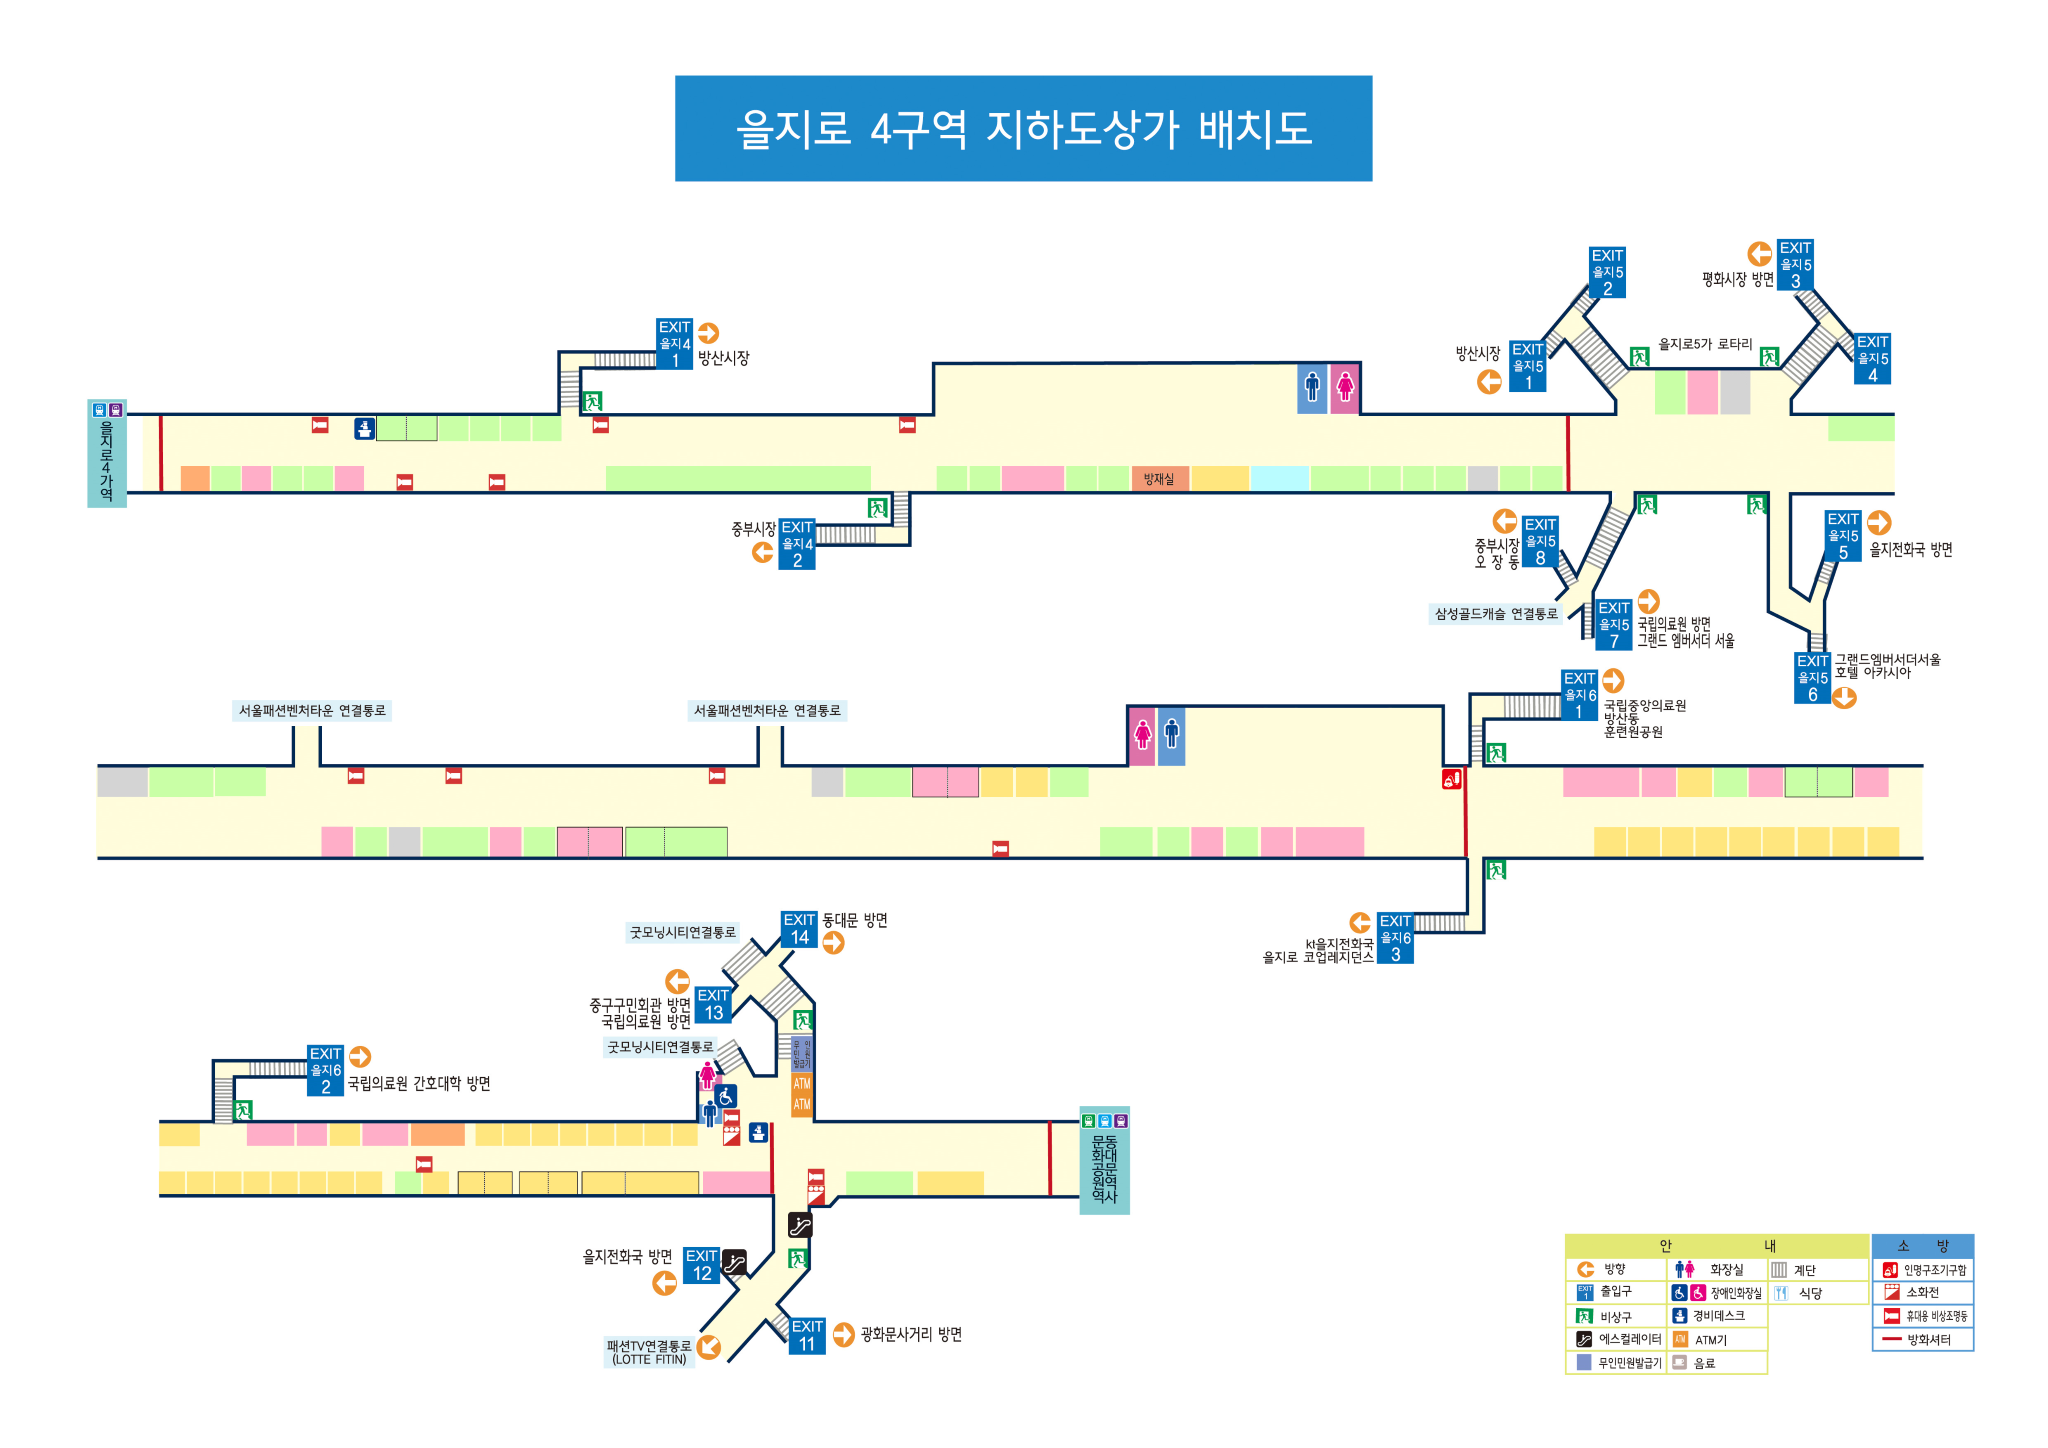 을지로 4구역 지하도상가 배치도
EXIT
을지5
2
EXIT
을지5
3
평화시장 방면
EXIT
을지4
1
방산시장
방산시장
EXIT
을지5
1
을지로5가 로타리
EXIT
을지5
4
을지로4가역
방재실
중부시장
EXIT
을지4
2
중부시장
오 장 동
EXIT
을지5
8
EXIT
을지5
5
을지전화국 방면
삼성골드캐슬 연결통로
EXIT
을지5
7
국립의료원 방면
그랜드 엠버서더 서울
EXIT
을지5
6
그랜드엠버서더서울
호텔 아카시아
서울패션벤처타운 연결통로
서울패션벤처타운 연결통로
EXIT
을지6
1
국립중앙의료원
방산동
훈련원공원
kt을지전화국
을지로 코업레지던스
EXIT
을지6
3
굿모닝시티연결통로
EXIT
14
동대문 방면
중구구민회관 방면
국립의료원 방면
EXIT
13
굿모닝시티연결통로
무인민원발급기
ATM
ATM
EXIT
을지6
2
국립의료원 간호대학 방면
동대문역사
문화공원역
을지전화국 방면
EXIT
12
EXIT
11
광화문사거리 방면
패션TV연결통로
(LOTTE FITIN)
안 내
방향
화장실
계단
EXIT
1
출입구
장애인화장실
식당
비상구
경비데스크
에스컬레이터
ATM
ATM기
무인민원발급기
음료
소 방
인명구조기구함
소화전
휴대용 비상조명등
방화셔터